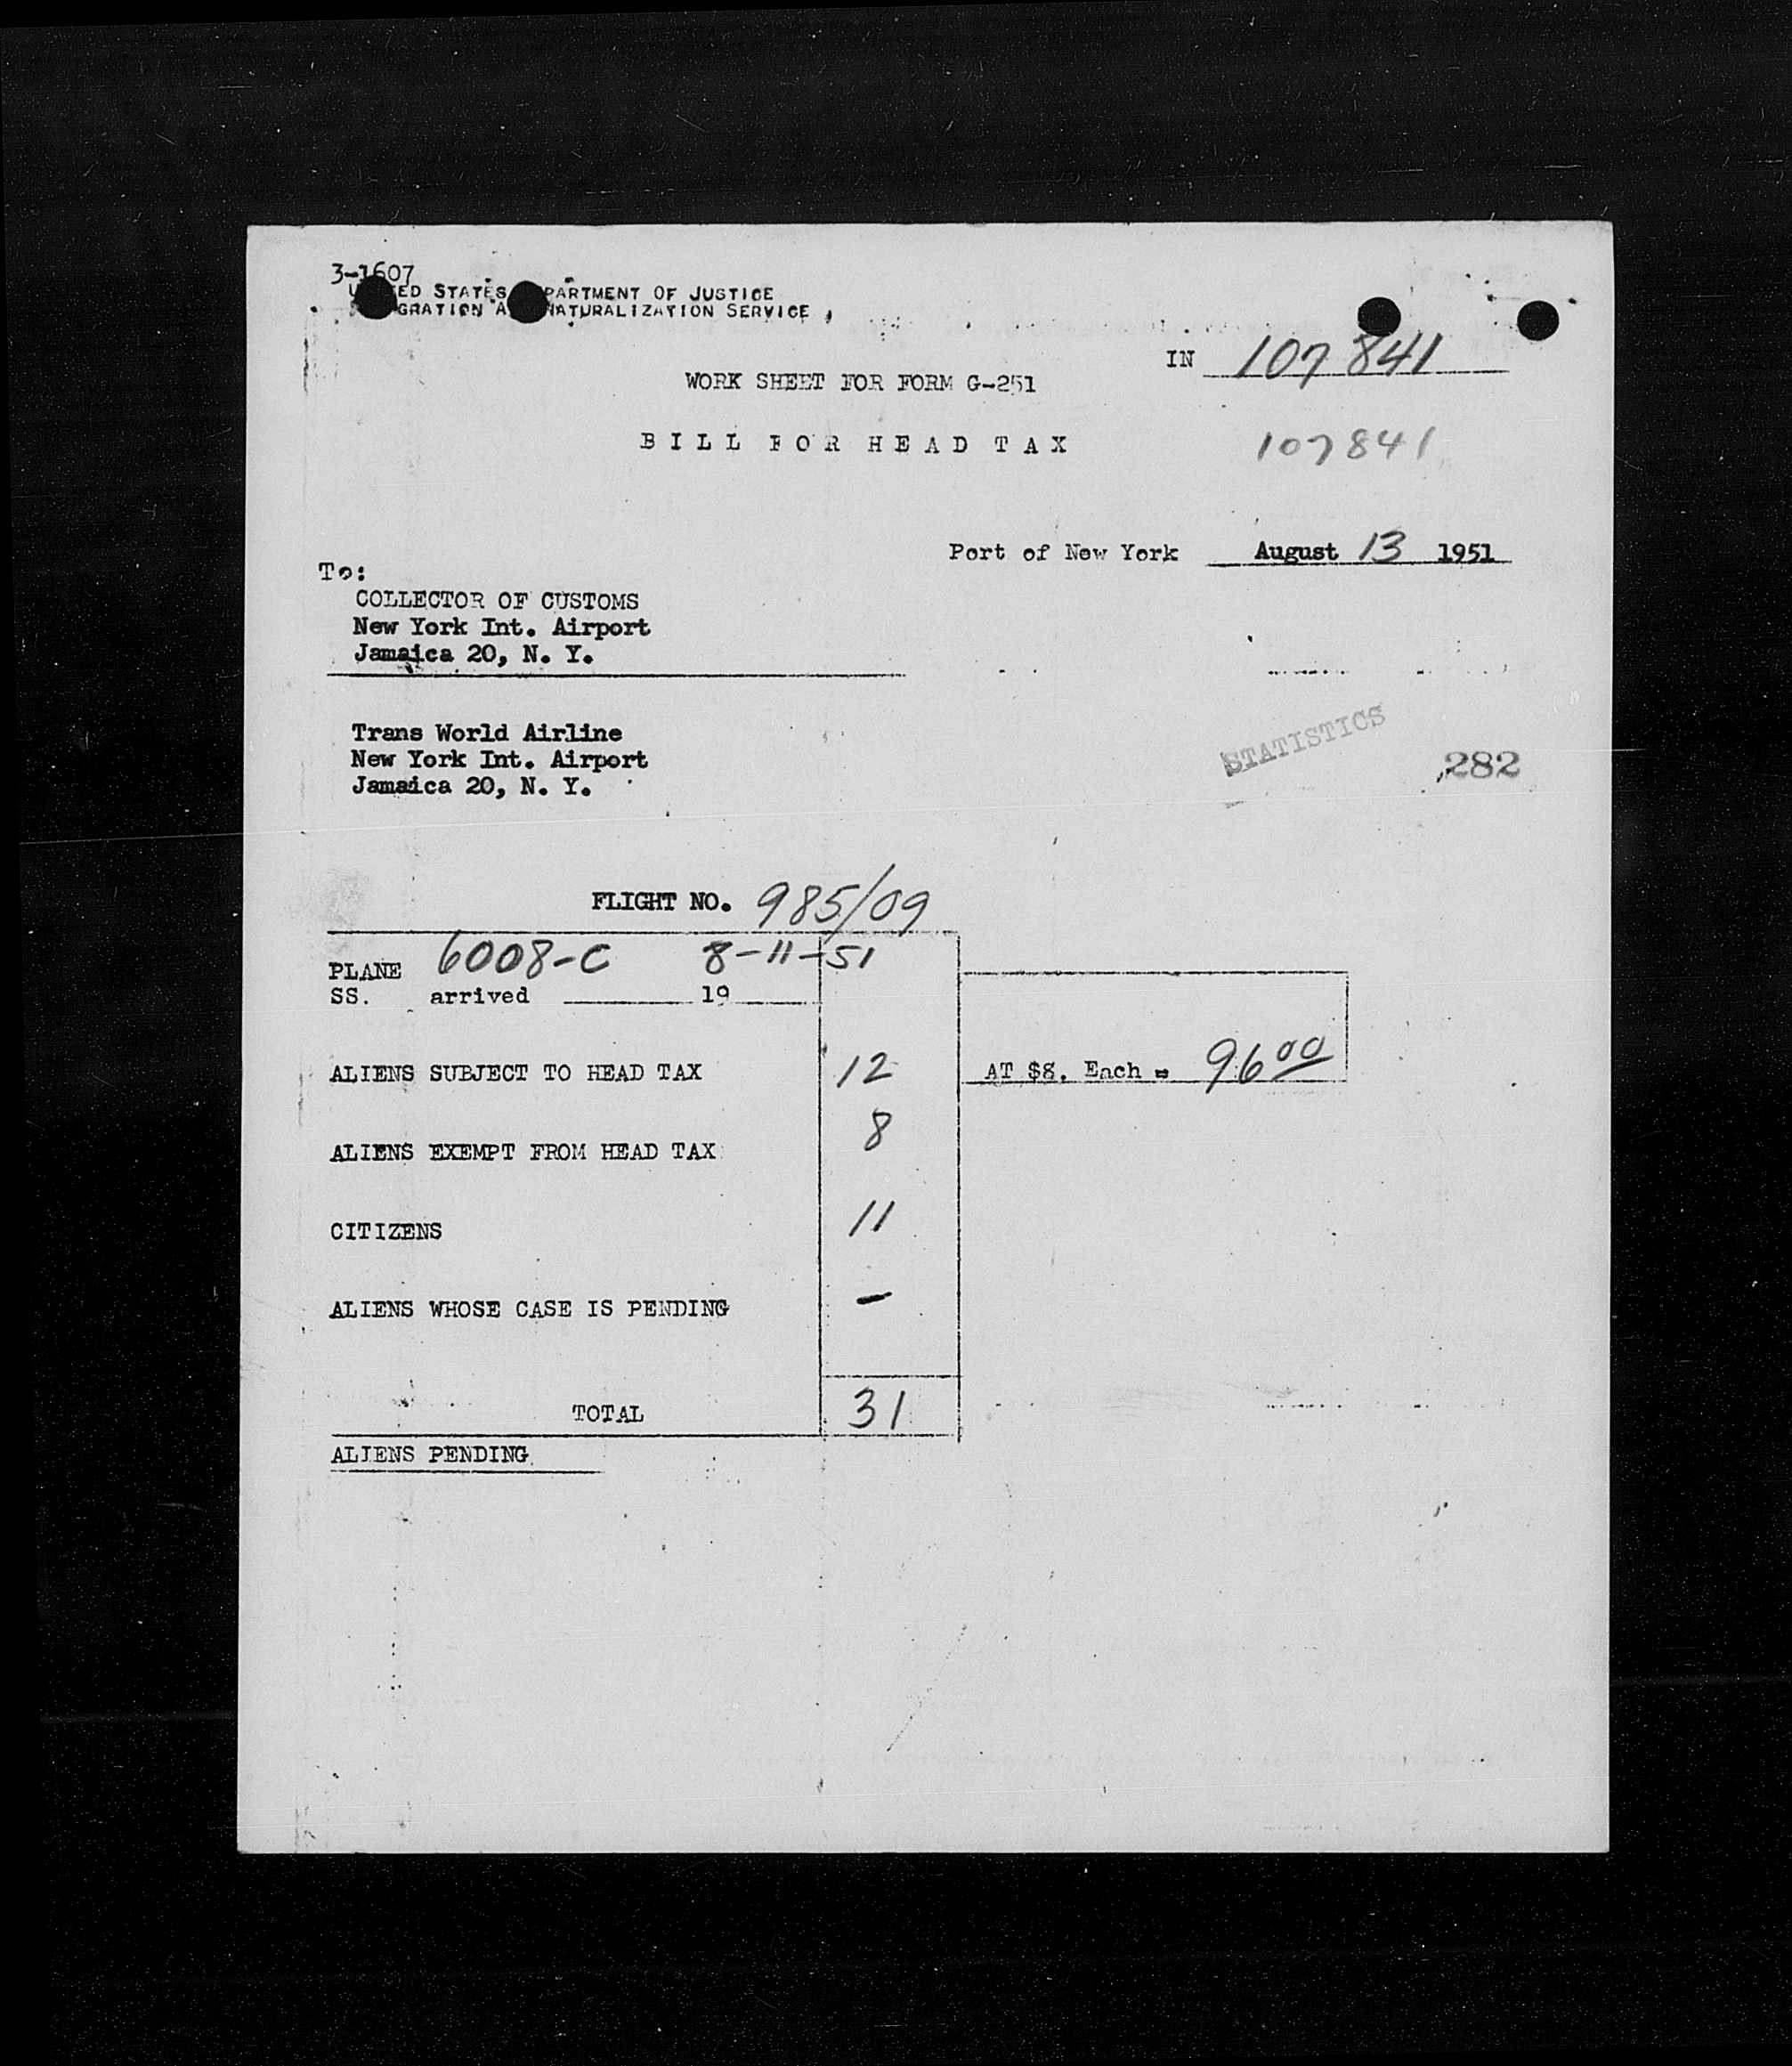 3-1607
UNITED STATES DEPARTMENT OF JUSTICE
IMMIGRATION AND NATURALIZATION SERVICE
IN 107841
WORK SHEET FOR FORM G-251
BILL FOR HEAD TAX
107841
Port of New York August 13 1951
To:
COLLECTOR OF CUSTOMS
New York Int. Airport
Jamaica 20, N. Y.
Trans World Airline
New York Int. Airport
Jamaica 20, N. Y.
STATISTICS
282
FLIGHT NO. 985/09
PLANE 6008-C 8-11-51
SS. arrived 19
ALIENS SUBJECT TO HEAD TAX 12 AT $8. Each = 96 00
ALIENS EXEMPT FROM HEAD TAX 8
CITIZENS 11
ALIENS WHOSE CASE IS PENDING -
TOTAL 31
ALIENS PENDING